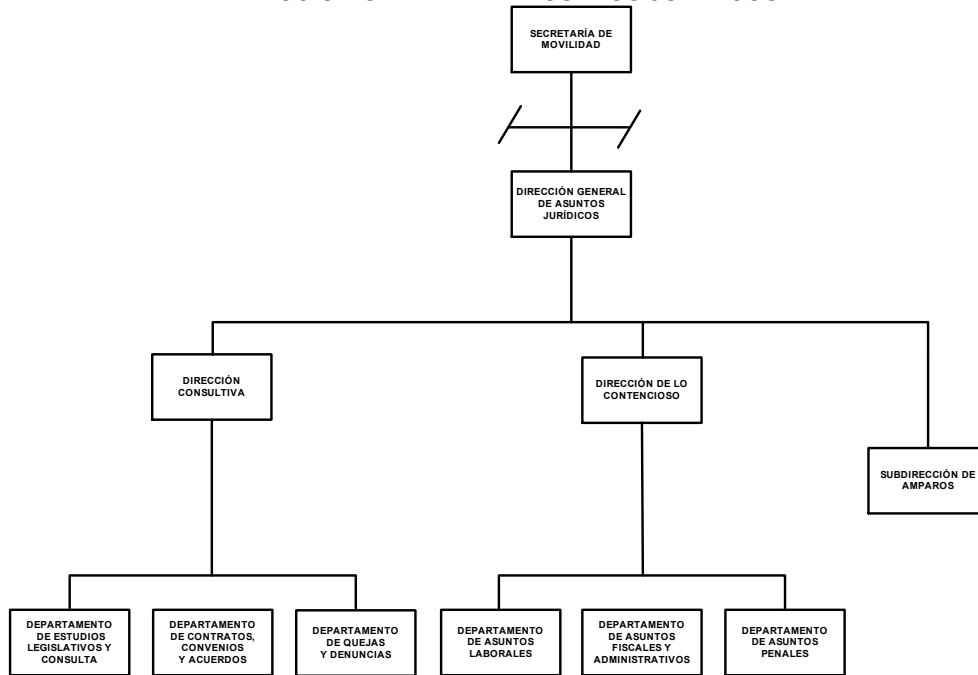 SECRETARÍA DE
MOVILIDAD
DIRECCIÓN GENERAL
DE ASUNTOS
JURÍDICOS
DIRECCIÓN
CONSULTIVA
DIRECCIÓN DE LO
CONTENCIOSO
SUBDIRECCIÓN DE
AMPAROS
DEPARTAMENTO
DE ESTUDIOS
LEGISLATIVOS Y
CONSULTA
DEPARTAMENTO
DE CONTRATOS,
CONVENIOS
Y ACUERDOS
DEPARTAMENTO
DE QUEJAS
Y DENUNCIAS
DEPARTAMENTO
DE ASUNTOS
LABORALES
DEPARTAMENTO
DE ASUNTOS
FISCALES Y
ADMINISTRATIVOS
DEPARTAMENTO
DE ASUNTOS
PENALES